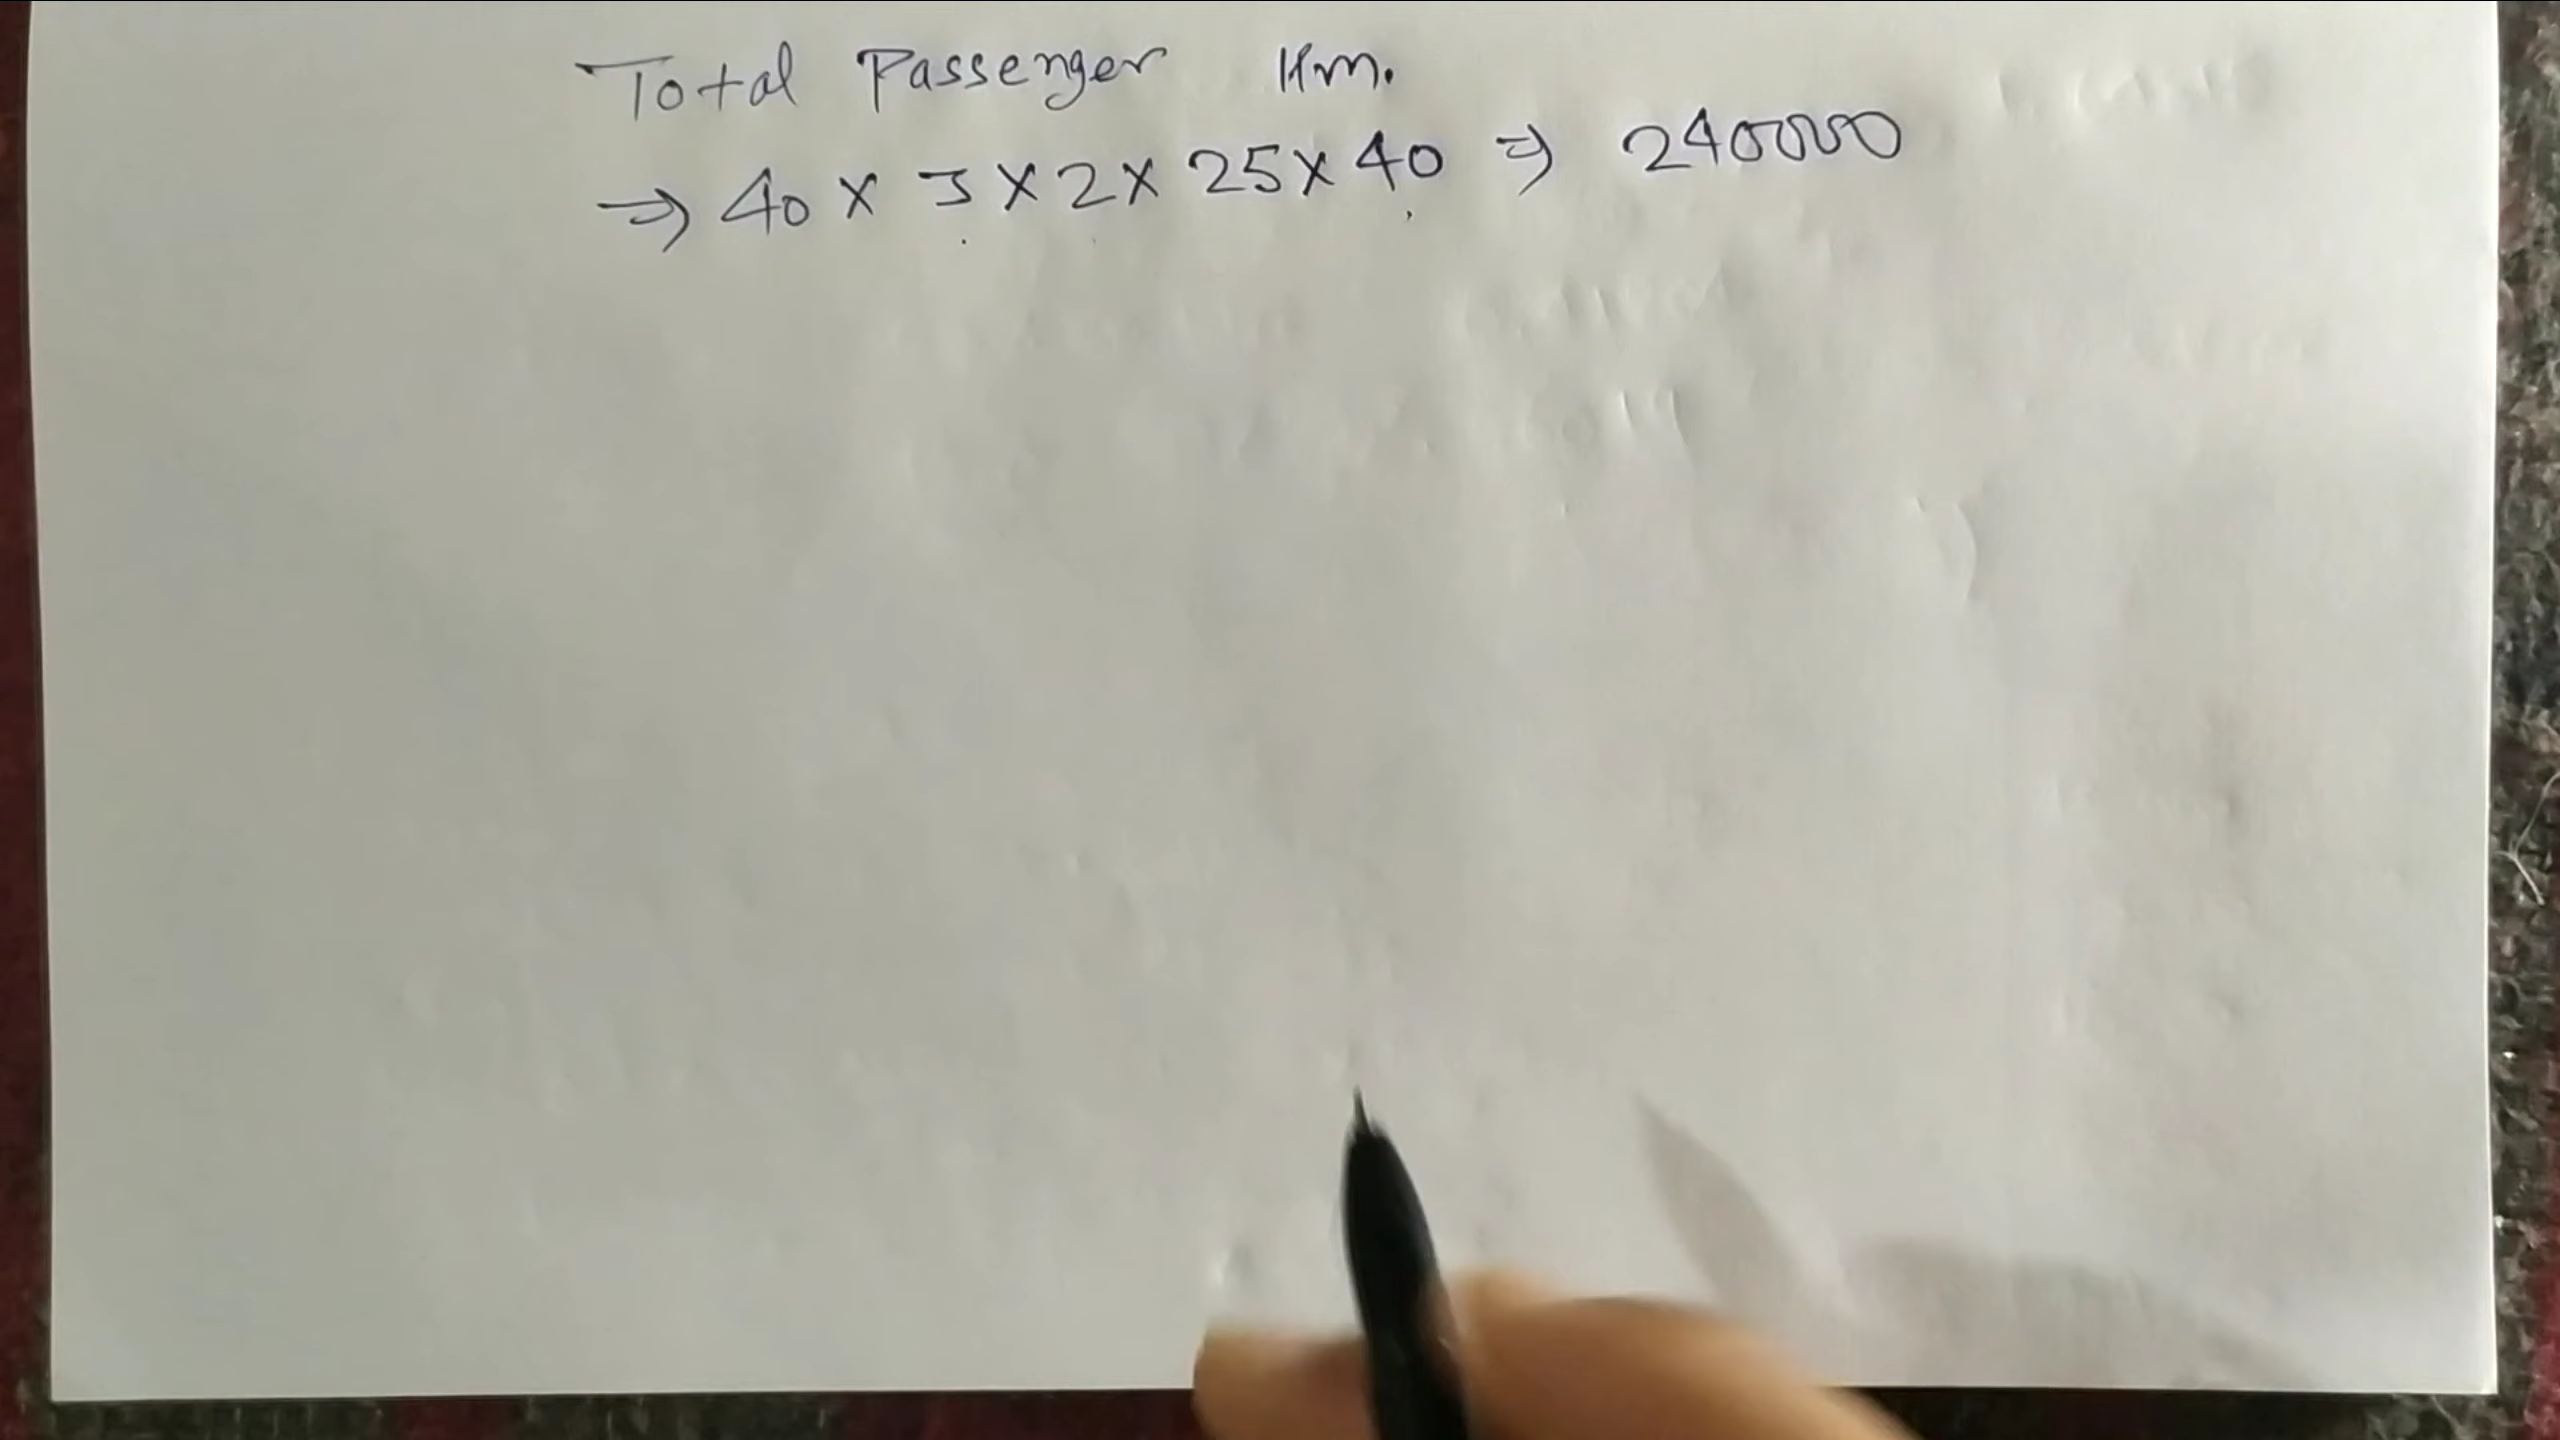 Total Passenger Km.
⇒ 40 x 3 x 2 x 25 x 40 ⇒ 240000